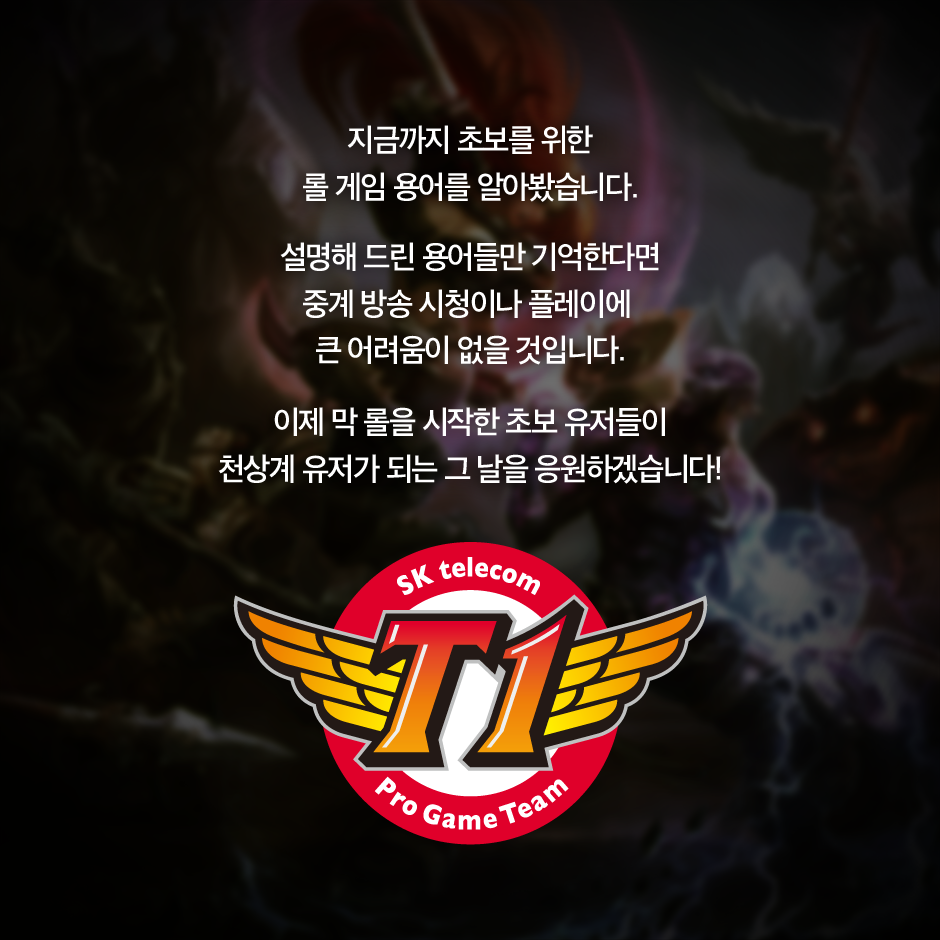 지금까지 초보를 위한
롤 게임 용어를 알아봤습니다.
설명해 드린 용어들만 기억한다면
중계 방송 시청이나 플레이에
큰 어려움이 없을 것입니다.
이제 막 롤을 시작한 초보 유저들이
천상계 유저가 되는 그 날을 응원하겠습니다!
SK telecom
T1
Pro Game Team